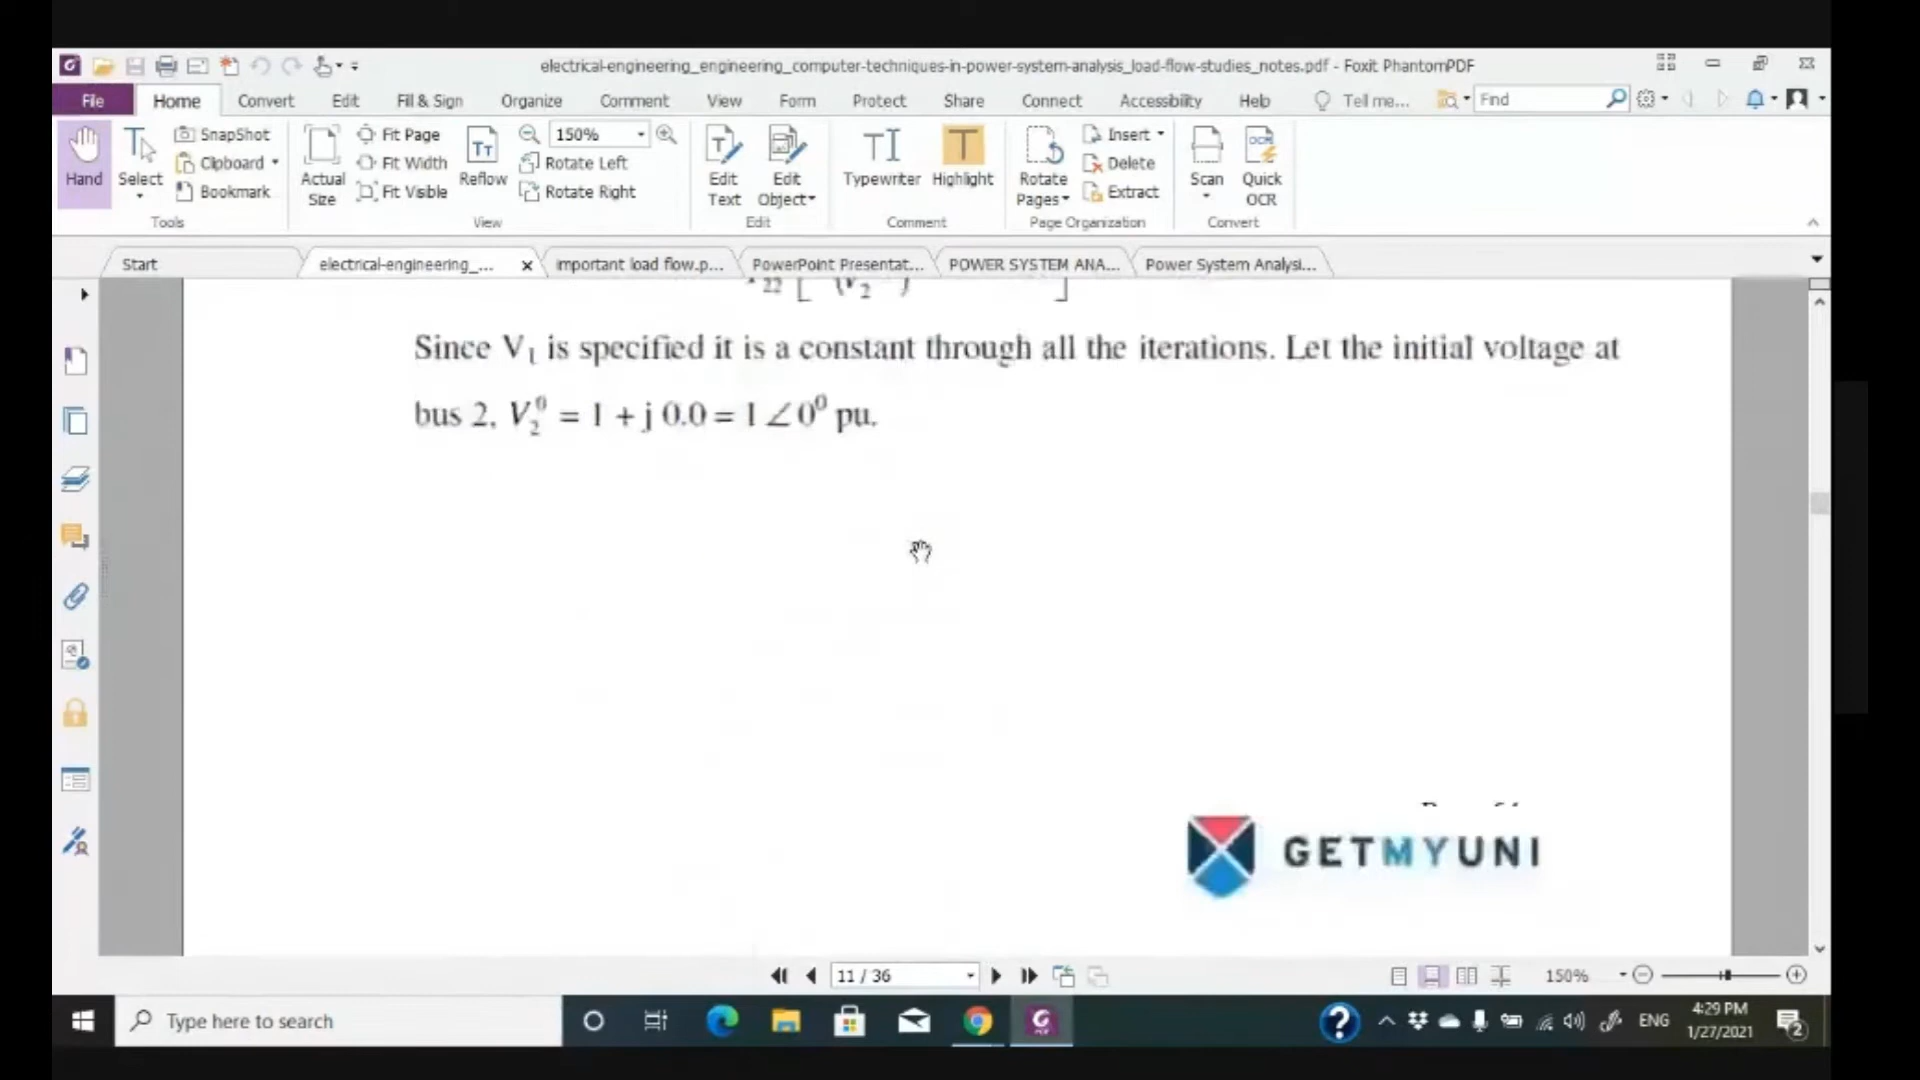 electrical-engineering_engineering_computer-techniques-in-power-system-analysis_load-flow-studies_notes.pdf - Foxit PhantomPDF
File Home Convert Edit Fill & Sign Organize Comment View Form Protect Share Connect Accessibility Help Tell me... Find
SnapShot Fit Page 150% Insert
Clipboard Fit Width Rotate Left Delete
Bookmark Fit Visible Rotate Right Extract
Hand Select Actual Size Reflow Edit Text Edit Object Typewriter Highlight Rotate Pages Scan Quick OCR
Tools View Edit Comment Page Organization Convert
Start electrical-engineering_... important load flow.p... PowerPoint Presentat... POWER SYSTEM ANA... Power System Analysi...
Since V₁ is specified it is a constant through all the iterations. Let the initial voltage at
bus 2, V₂⁰ = 1 + j 0.0 = 1 ∠ 0⁰ pu.
GETMYUNI
11 / 36 150%
Type here to search ENG 4:29 PM
1/27/2021 2